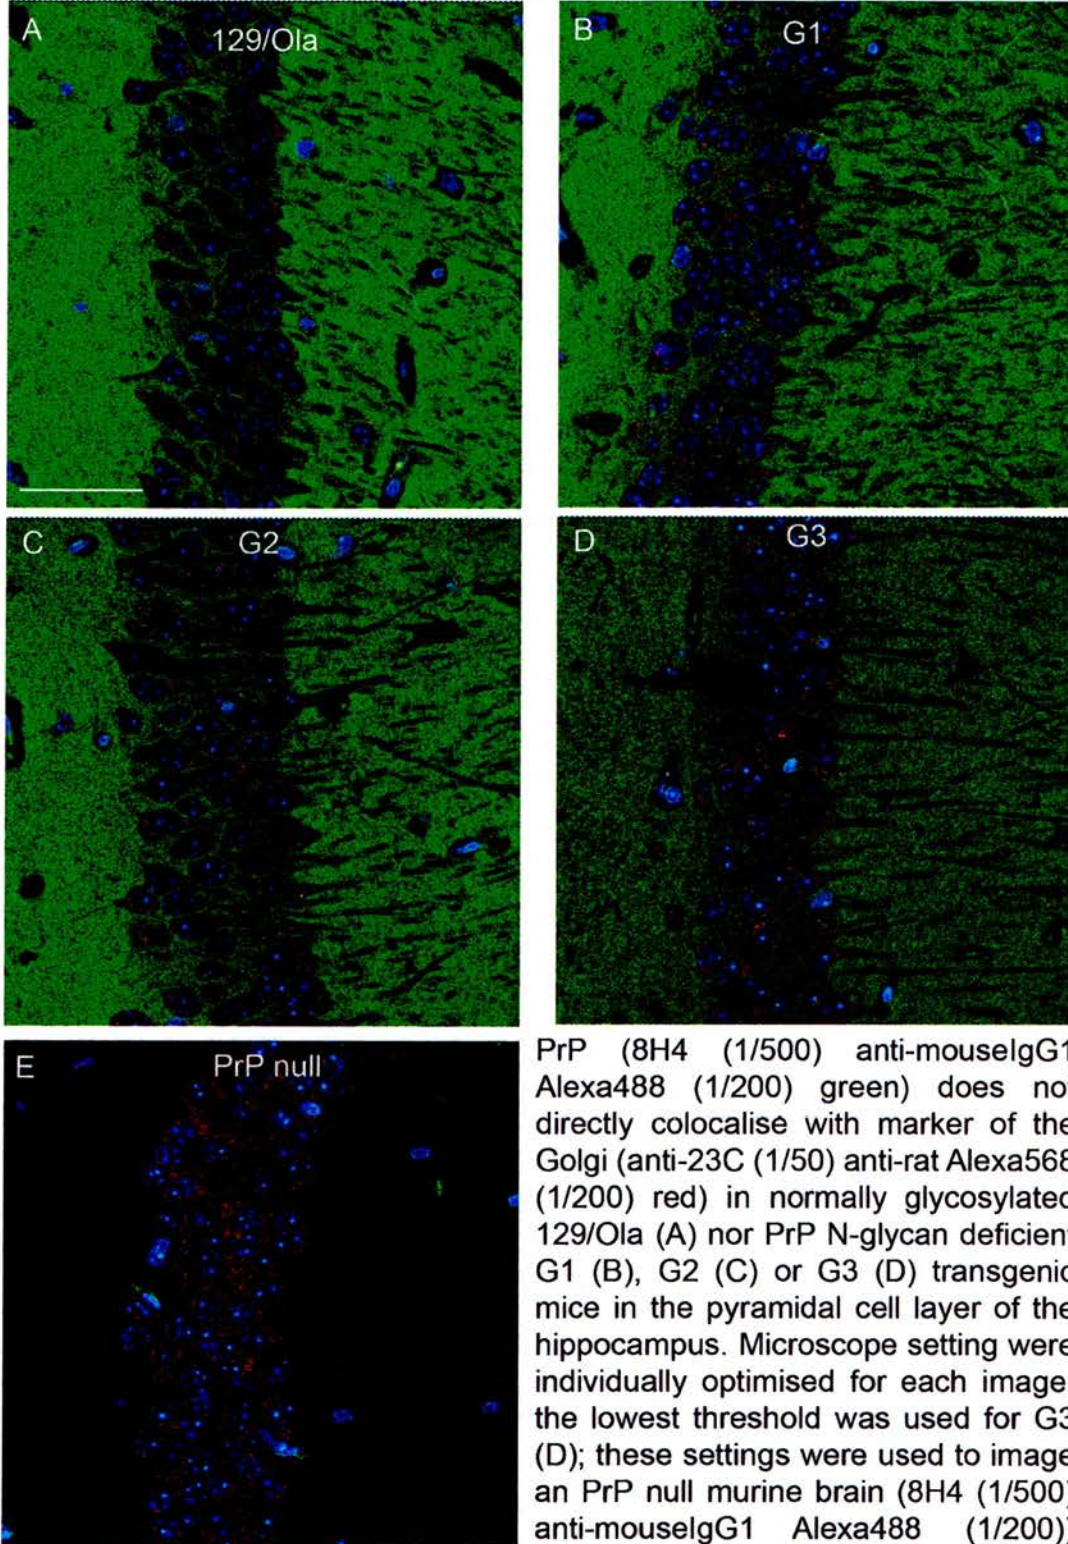 A
129/Ola
B
G1
C
G2
D
G3
E
PrP null
PrP (8H4 (1/500) anti-mouseIgG1
Alexa488 (1/200) green) does
directly colocalise with marker of the
Golgi (anti-23C (1/50) anti-rat Alexa568
(1/200) red) in normally glycosylated
129/Ola (A) nor PrP N-glycan
G1 (B), G2 (C) or G3 (D) transgenic
mice in the pyramidal cell layer of the
hippocampus. Microscope setting were
individually optimised for each image
the lowest threshold was used for G3
(D); these settings were used to image
an PrP null murine brain (8H4 (1/500)
anti-mouseIgG1 Alexa488 (1/200))